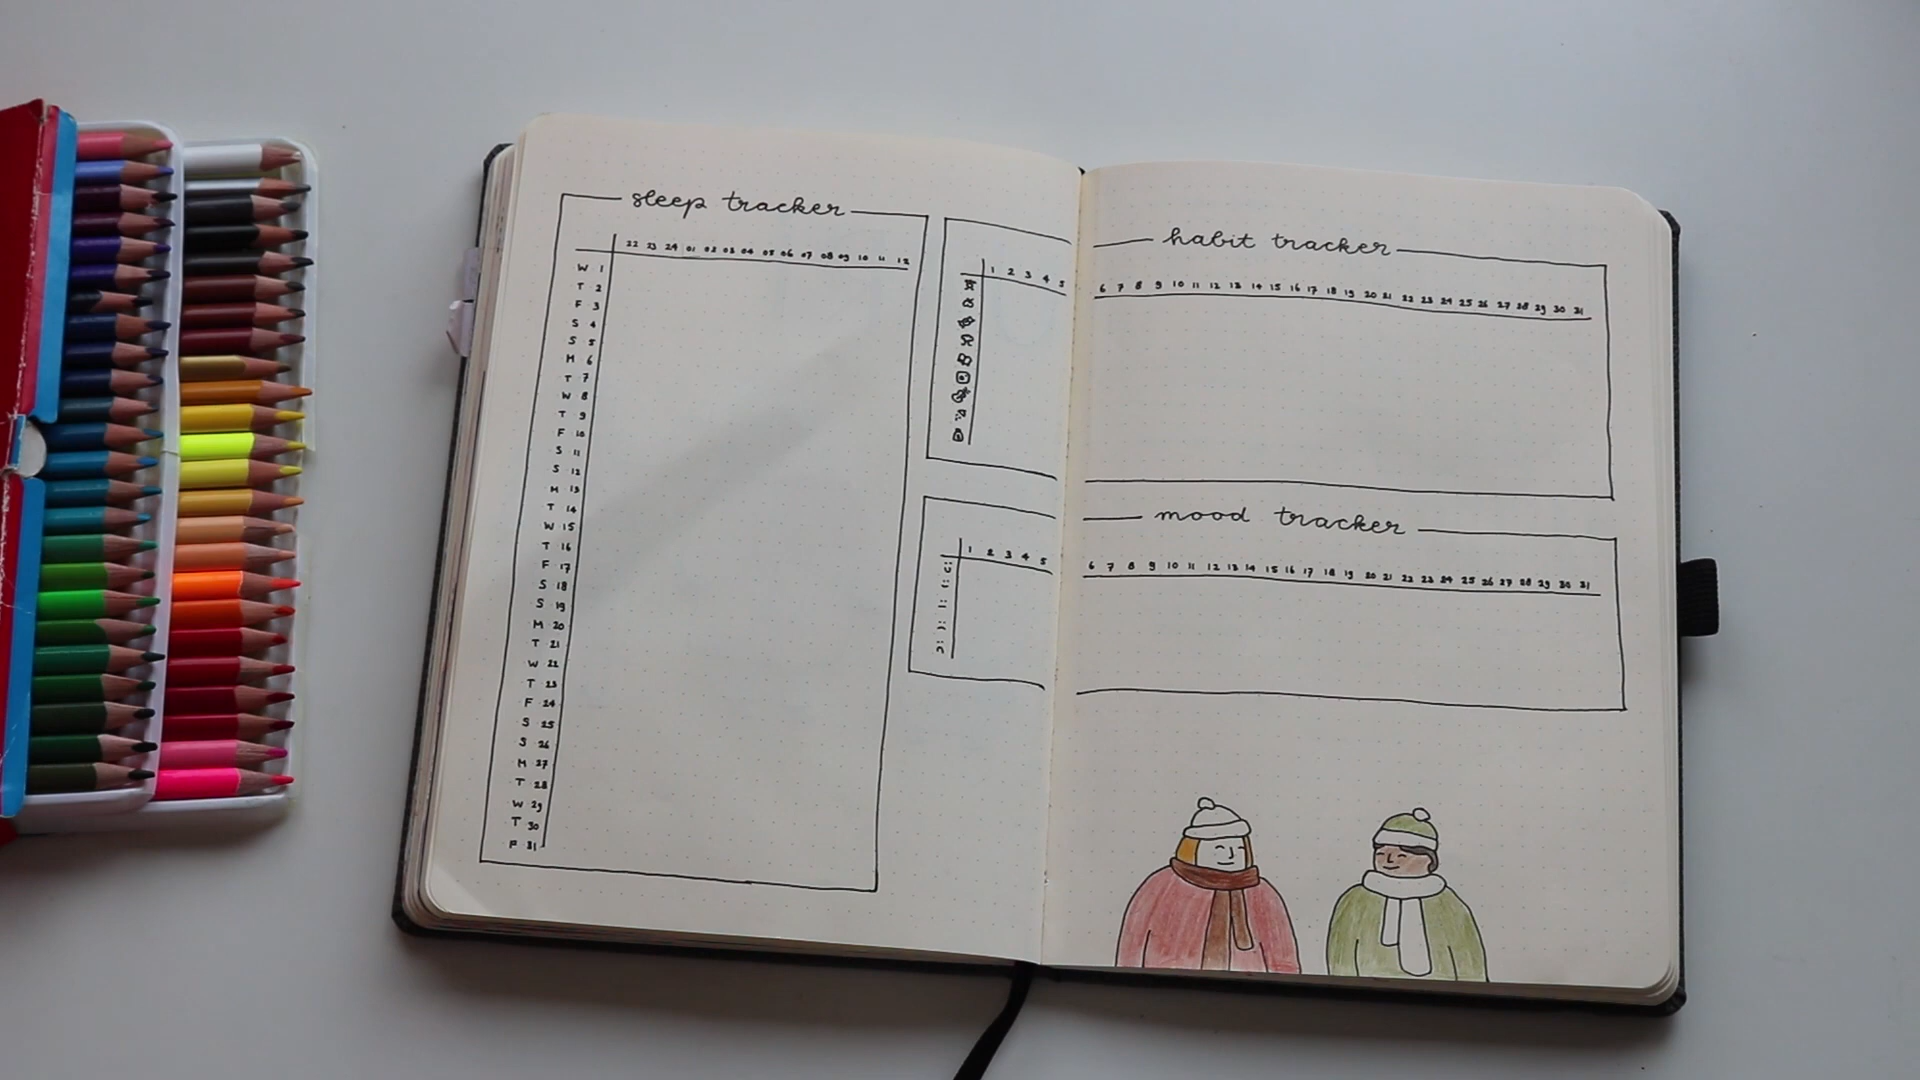 sleep tracker
22 23 24 01 02 03 04 05 06 07 08 09 10 11 12
W 1
T 2
F 3
S 4
S 5
M 6
T 7
W 8
T 9
F 10
S 11
S 12
M 13
T 14
W 15
T 16
F 17
S 18
S 19
M 20
T 21
W 22
T 23
F 24
S 25
S 26
M 27
T 28
W 29
T 30
F 31
habit tracker
1 2 3 4 5 6 7 8 9 10 11 12 13 14 15 16 17 18 19 20 21 22 23 24 25 26 27 28 29 30 31
mood tracker
1 2 3 4 5 6 7 8 9 10 11 12 13 14 15 16 17 18 19 20 21 22 23 24 25 26 27 28 29 30 31